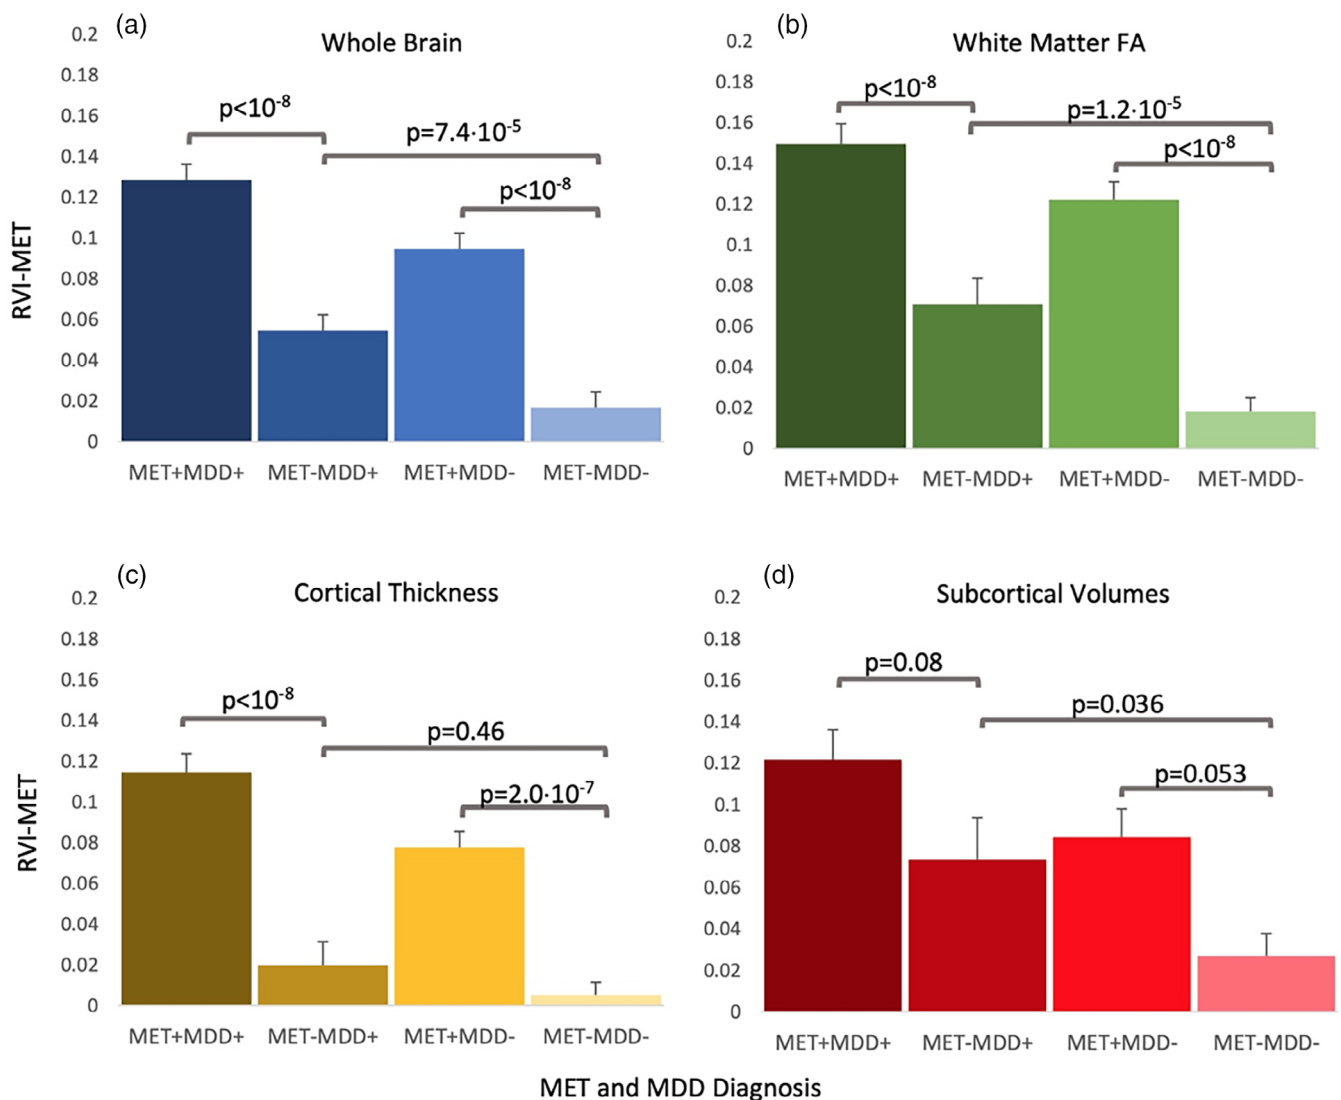 (a)
Whole Brain
RVI-MET
0.2
0.18
0.16
0.14
0.12
0.1
0.08
0.06
0.04
0.02
0
p<10-8
p=7.4·10-5
p<10-8
MET+MDD+ MET-MDD+ MET+MDD- MET-MDD-
(b)
White Matter FA
0.2
0.18
0.16
0.14
0.12
0.1
0.08
0.06
0.04
0.02
0
p<10-8
p=1.2·10-5
p<10-8
MET+MDD+ MET-MDD+ MET+MDD- MET-MDD-
(c)
Cortical Thickness
RVI-MET
0.2
0.18
0.16
0.14
0.12
0.1
0.08
0.06
0.04
0.02
0
p<10-8
p=0.46
p=2.0·10-7
MET+MDD+ MET-MDD+ MET+MDD- MET-MDD-
(d)
Subcortical Volumes
0.2
0.18
0.16
0.14
0.12
0.1
0.08
0.06
0.04
0.02
0
p=0.08
p=0.036
p=0.053
MET+MDD+ MET-MDD+ MET+MDD- MET-MDD-
MET and MDD Diagnosis